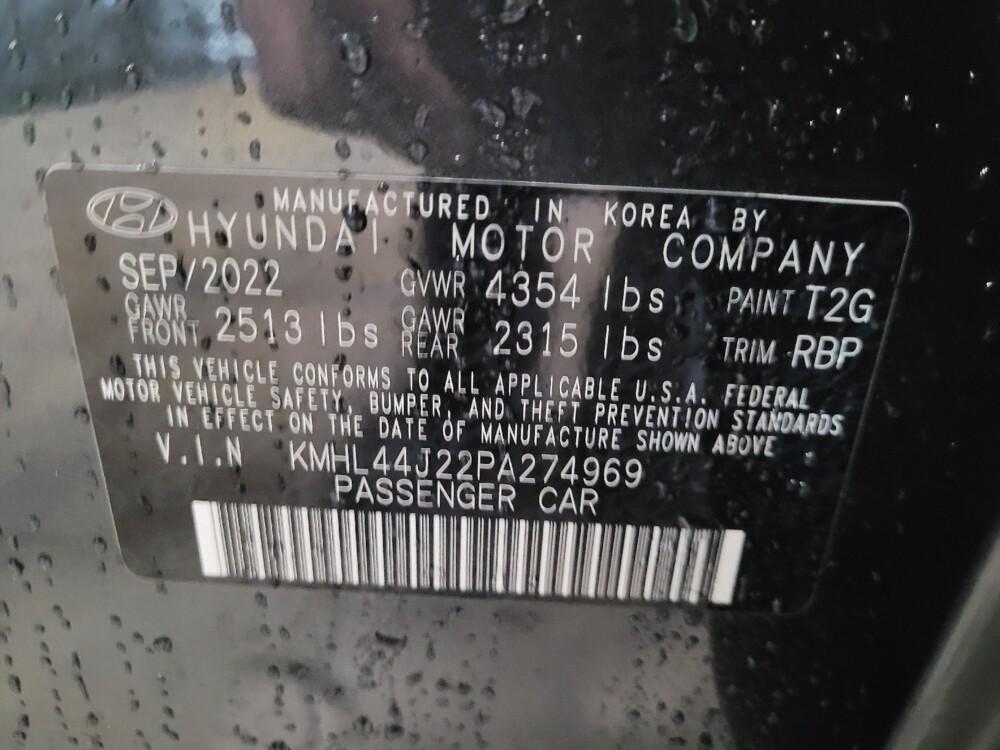 MANUFACTURED IN KOREA BY
HYUNDAI MOTOR COMPANY
SEP/2022 GVWR 4354 lbs PAINT T2G
GAWR FRONT 2513 lbs GAWR REAR 2315 lbs TRIM RBP
THIS VEHICLE CONFORMS TO ALL APPLICABLE U.S.A. FEDERAL
MOTOR VEHICLE SAFETY, BUMPER, AND THEFT PREVENTION STANDARDS
IN EFFECT ON THE DATE OF MANUFACTURE SHOWN ABOVE
V.I.N KMHL44J22PA274969
PASSENGER CAR